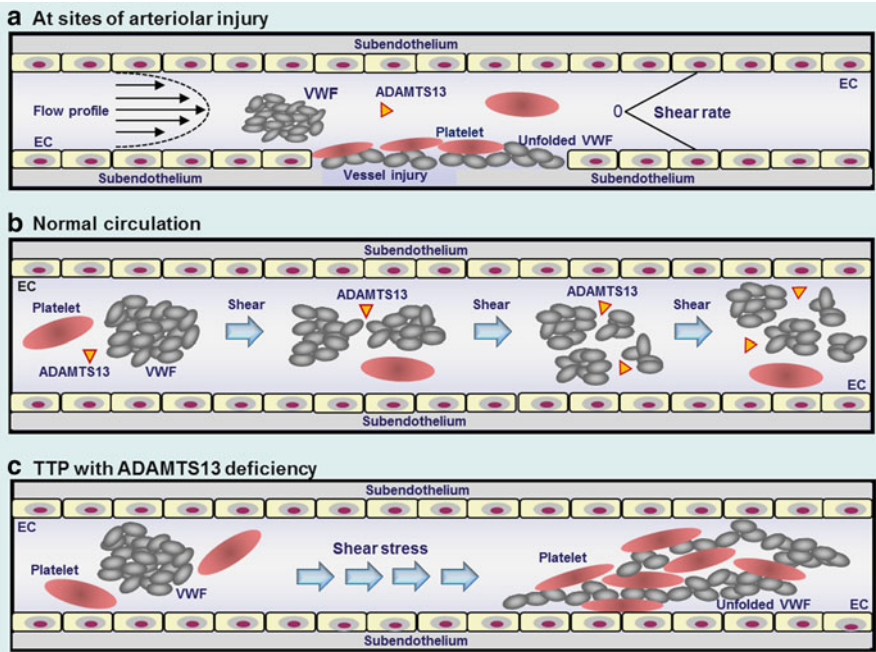 a At sites of arteriolar injury
Subendothelium
EC
VWF
ADAMTS13
Flow profile
0
Shear rate
Platelet
Unfolded VWF
EC
Vessel injury
Subendothelium
Subendothelium
b Normal circulation
Subendothelium
EC
Platelet
ADAMTS13
VWF
Shear
ADAMTS13
Shear
ADAMTS13
Shear
EC
Subendothelium
c TTP with ADAMTS13 deficiency
Subendothelium
EC
Platelet
VWF
Shear stress
Platelet
Unfolded VWF
EC
Subendothelium